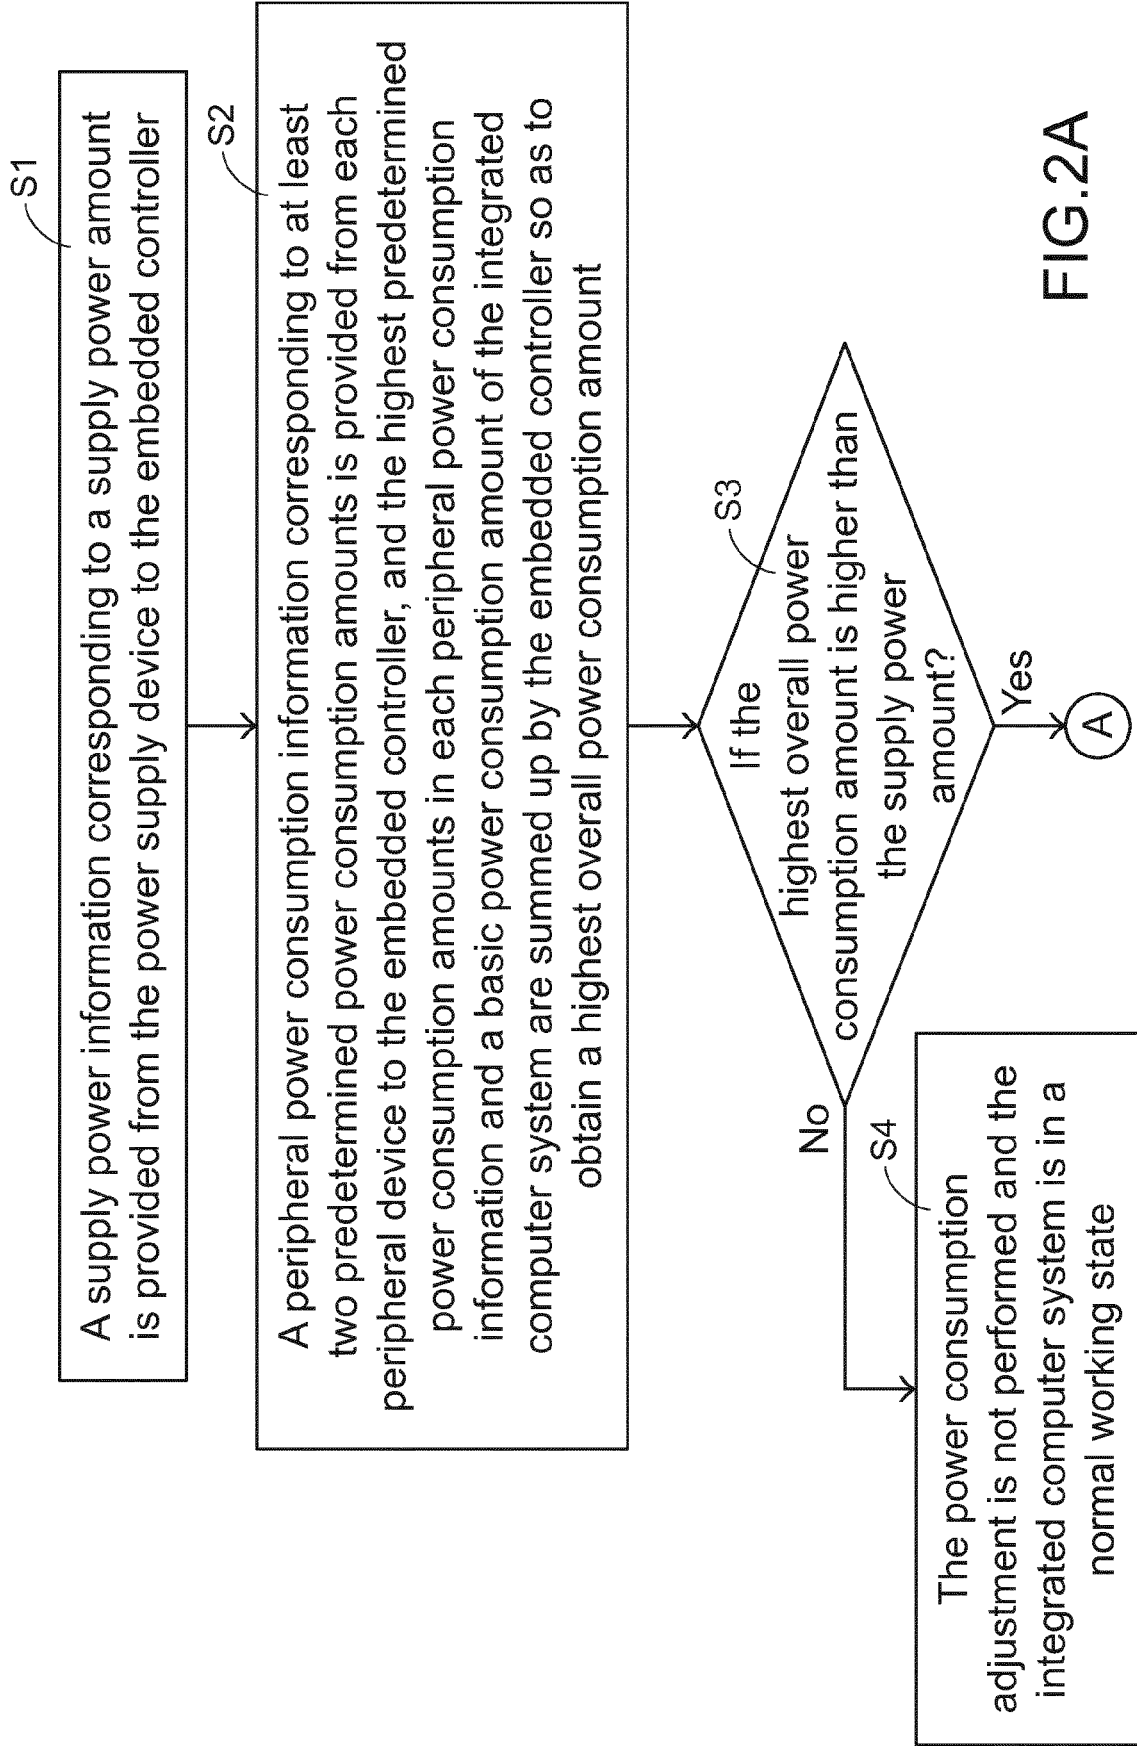 S1
A supply power information corresponding to a supply power amount
is provided from the power supply device to the embedded controller
S2
A peripheral power consumption information corresponding to at least
two predetermined power consumption amounts is provided from each
peripheral device to the embedded controller, and the highest predetermined
power consumption amounts in each peripheral power consumption
information and a basic power consumption amount of the integrated
computer system are summed up by the embedded controller so as to
obtain a highest overall power consumption amount
S3
If the
highest overall power
consumption amount is higher than
the supply power
amount?
No
Yes
S4
The power consumption
adjustment is not performed and the
integrated computer system is in a
normal working state
A
FIG.2A